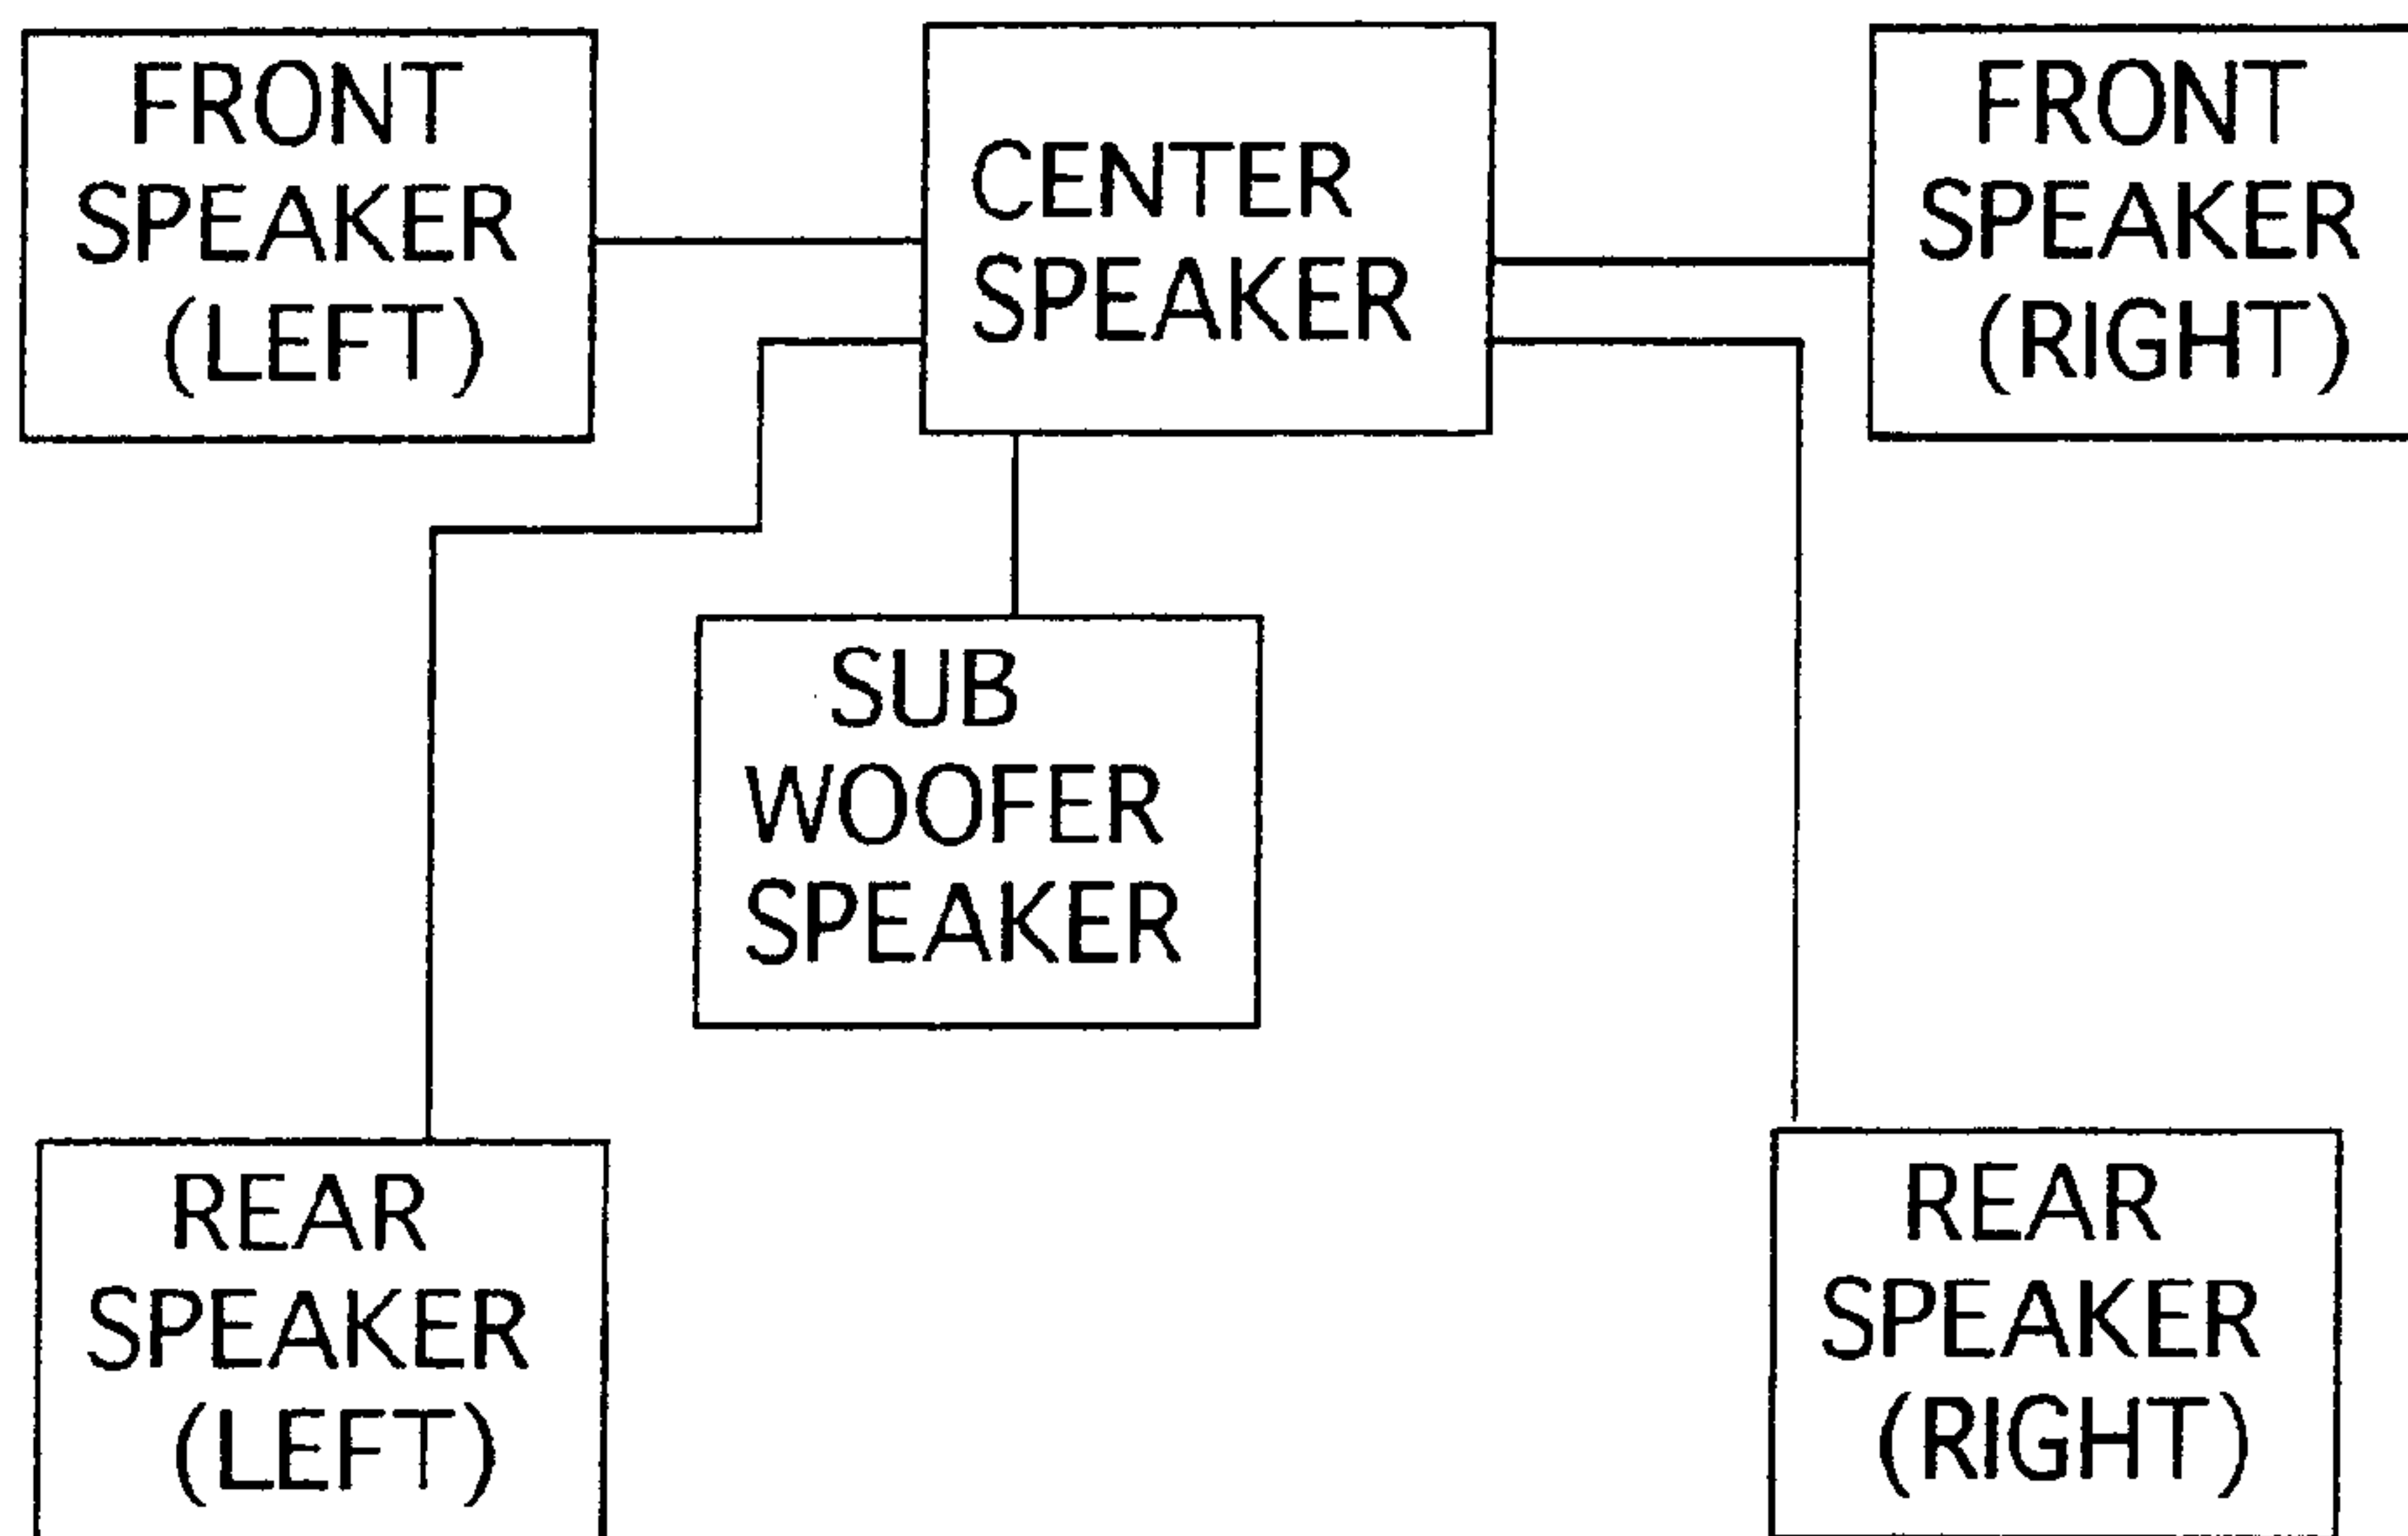 FRONT
SPEAKER
(LEFT)
CENTER
SPEAKER
FRONT
SPEAKER
(RIGHT)
SUB
WOOFER
SPEAKER
REAR
SPEAKER
(LEFT)
REAR
SPEAKER
(RIGHT)